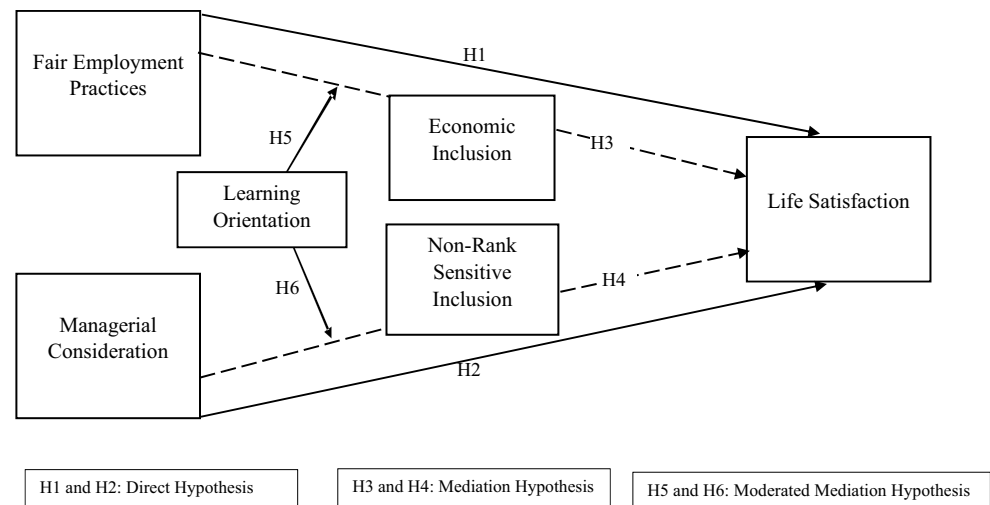 Fair Employment
Practices
H1
Economic
Inclusion
H3
H5
Learning
Orientation
Life Satisfaction
Non-Rank
Sensitive
Inclusion
H4
H6
Managerial
Consideration
H2
H1 and H2: Direct Hypothesis
H3 and H4: Mediation Hypothesis
H5 and H6: Moderated Mediation Hypothesis